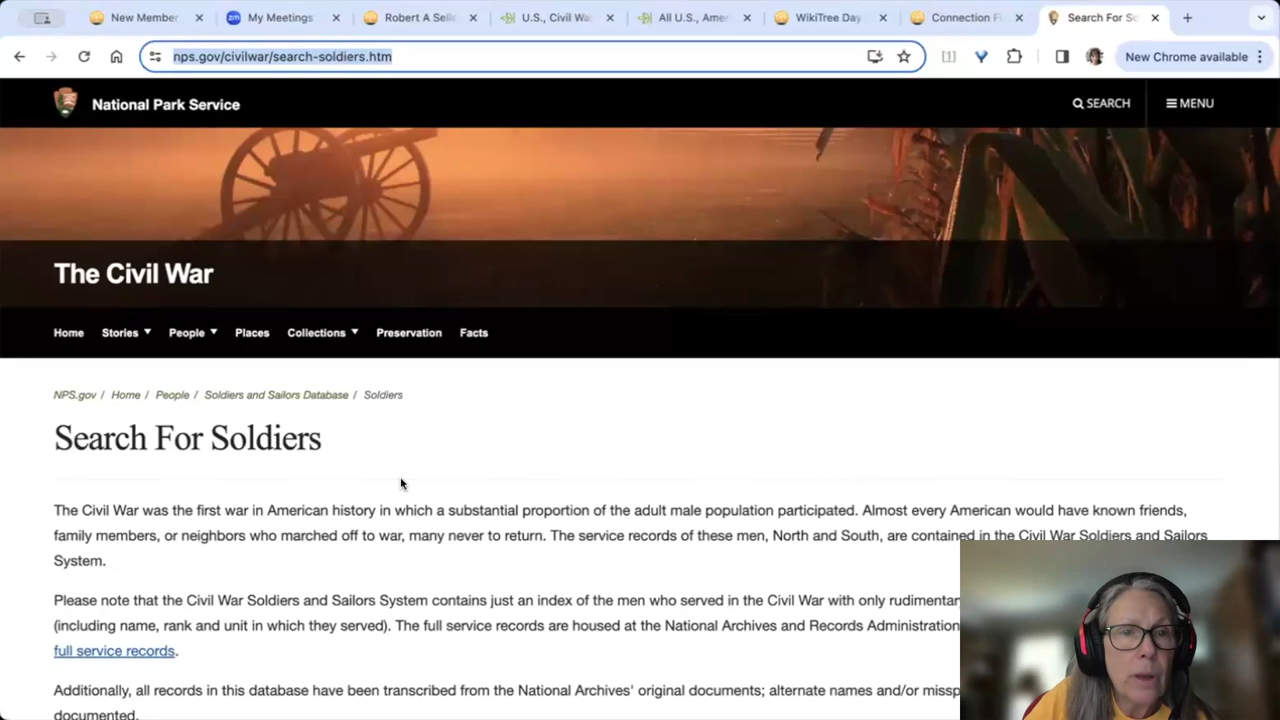 New Member
My Meetings
Robert A Sell
U.S., Civil Wa
All U.S., Amer
WikiTree Day
Connection F
Search For So
nps.gov/civilwar/search-soldiers.htm
New Chrome available
National Park Service
SEARCH
MENU
The Civil War
Home
Stories
People
Places
Collections
Preservation
Facts
NPS.gov / Home / People / Soldiers and Sailors Database / Soldiers
Search For Soldiers
The Civil War was the first war in American history in which a substantial proportion of the adult male population participated. Almost every American would have known friends,
family members, or neighbors who marched off to war, many never to return. The service records of these men, North and South, are contained in the Civil War Soldiers and Sailors
System.
Please note that the Civil War Soldiers and Sailors System contains just an index of the men who served in the Civil War with only rudimentary
(including name, rank and unit in which they served). The full service records are housed at the National Archives and Records Administration
full service records.
Additionally, all records in this database have been transcribed from the National Archives' original documents; alternate names and/or missp
documented.